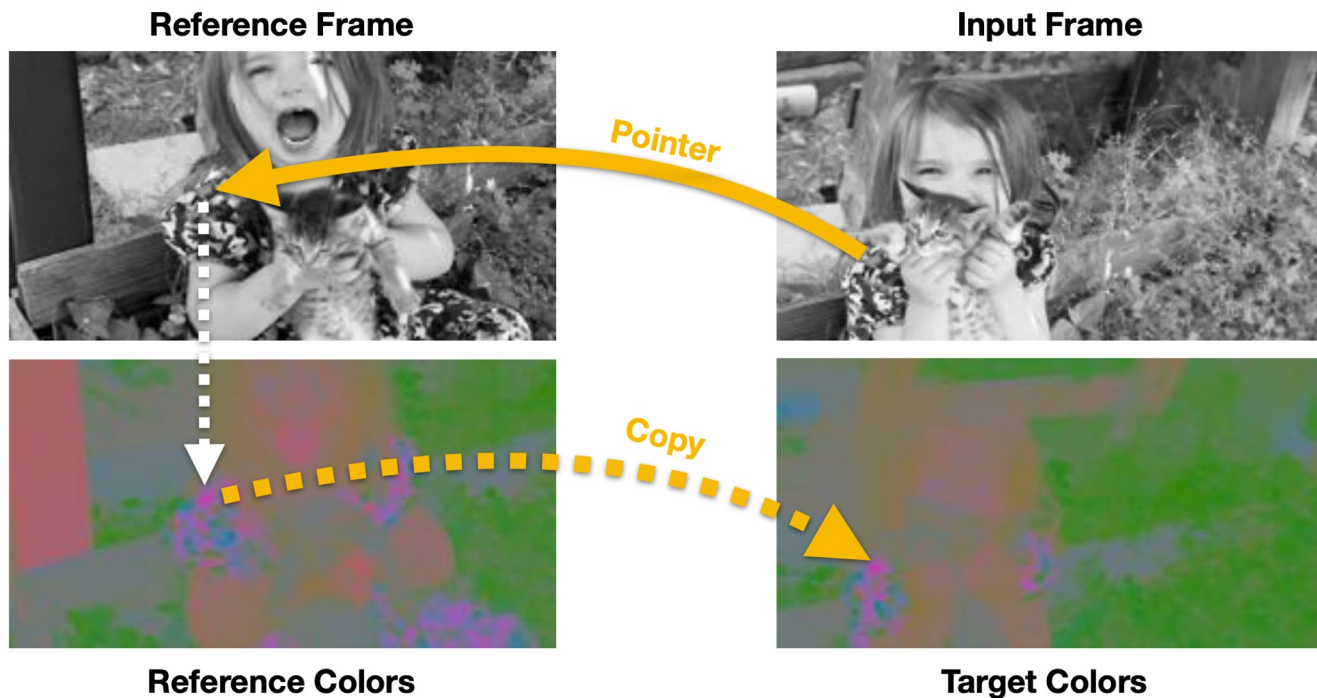 Reference Frame
Input Frame
Pointer
Copy
Reference Colors
Target Colors